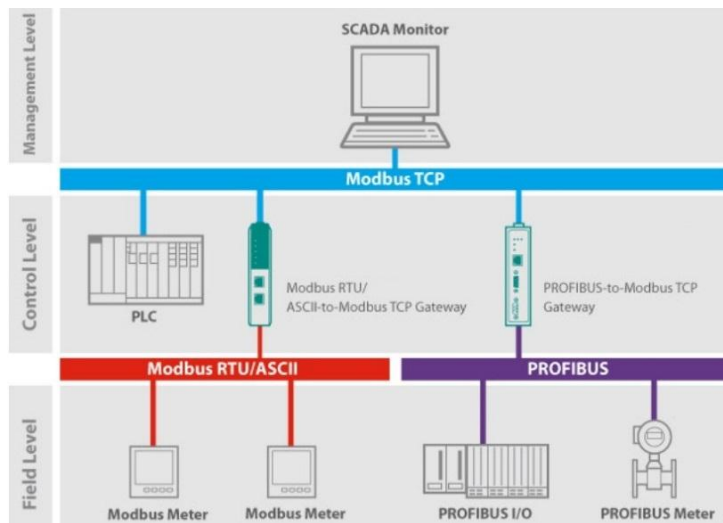 Management Level
SCADA Monitor
Modbus TCP
Control Level
PLC
Modbus RTU/
ASCII-to-Modbus TCP Gateway
PROFIBUS-to-Modbus TCP
Gateway
Modbus RTU/ASCII
PROFIBUS
Field Level
Modbus Meter
Modbus Meter
PROFIBUS I/O
PROFIBUS Meter